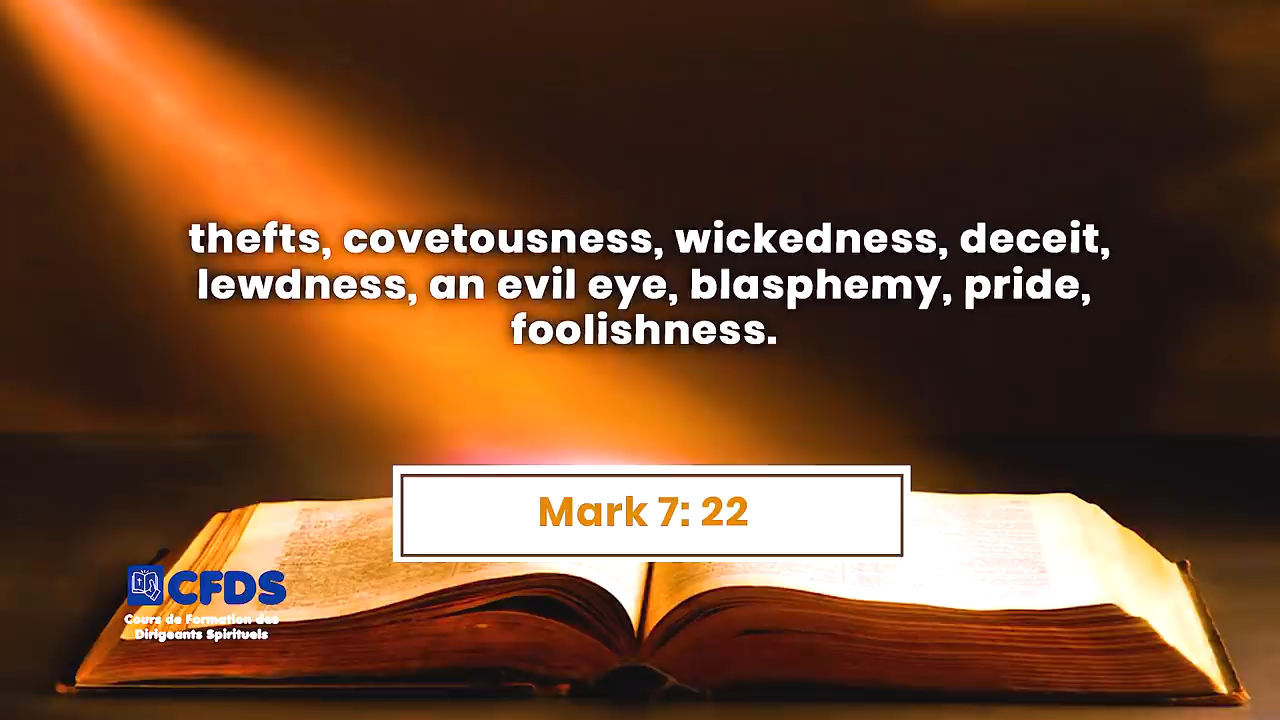 thefts, covetousness, wickedness, deceit,
lewdness, an evil eye, blasphemy, pride,
foolishness.
Mark 7: 22
CFDS
Cours de Formation des
Dirigeants Spirituels